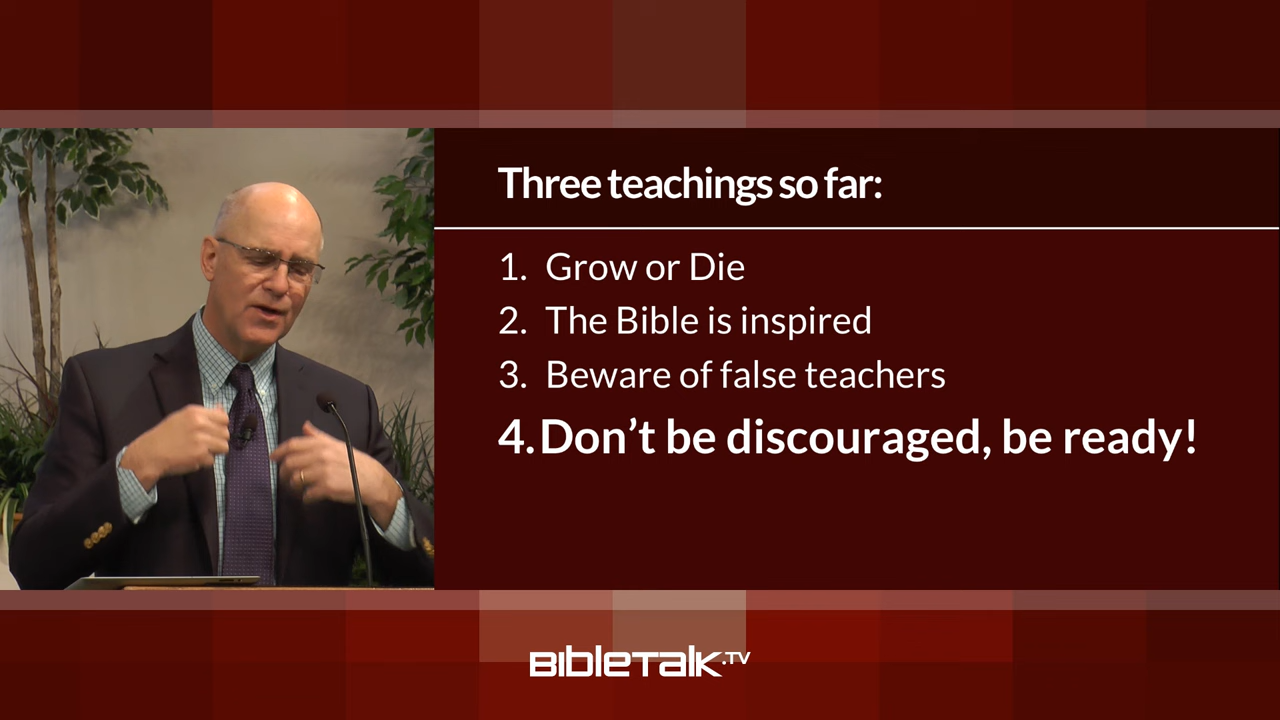 Three teachings so far:
1. Grow or Die
2. The Bible is inspired
3. Beware of false teachers
4. Don’t be discouraged, be ready!
BIBLETALK.TV